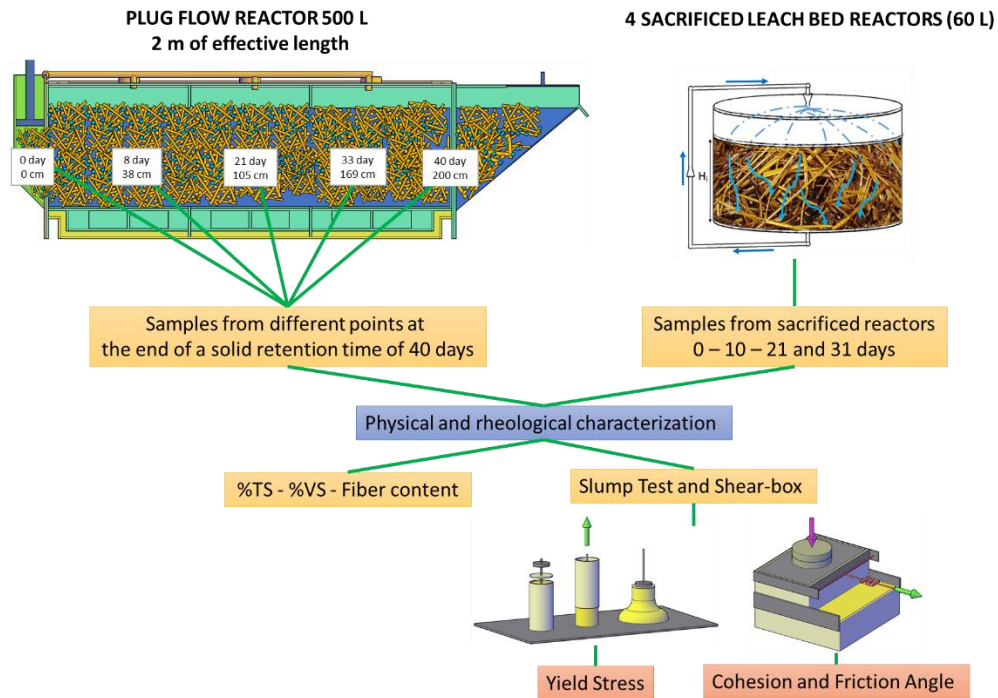 PLUG FLOW REACTOR 500 L
2 m of effective length
4 SACRIFICED LEACH BED REACTORS (60 L)
0 day
0 cm
8 day
38 cm
21 day
105 cm
33 day
169 cm
40 day
200 cm
Hᵢ
Samples from different points at
the end of a solid retention time of 40 days
Samples from sacrificed reactors
0 – 10 – 21 and 31 days
Physical and rheological characterization
%TS - %VS - Fiber content
Slump Test and Shear-box
Yield Stress
Cohesion and Friction Angle